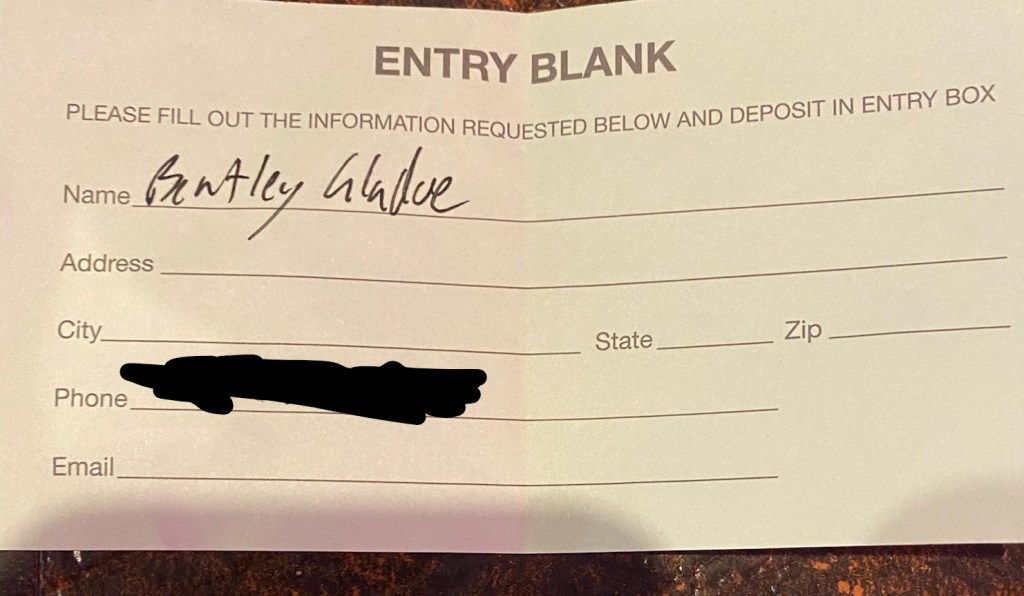 ENTRY BLANK
PLEASE FILL OUT THE INFORMATION REQUESTED BELOW AND DEPOSIT IN ENTRY BOX
Name Bentley
Address
City State Zip
Phone
Email